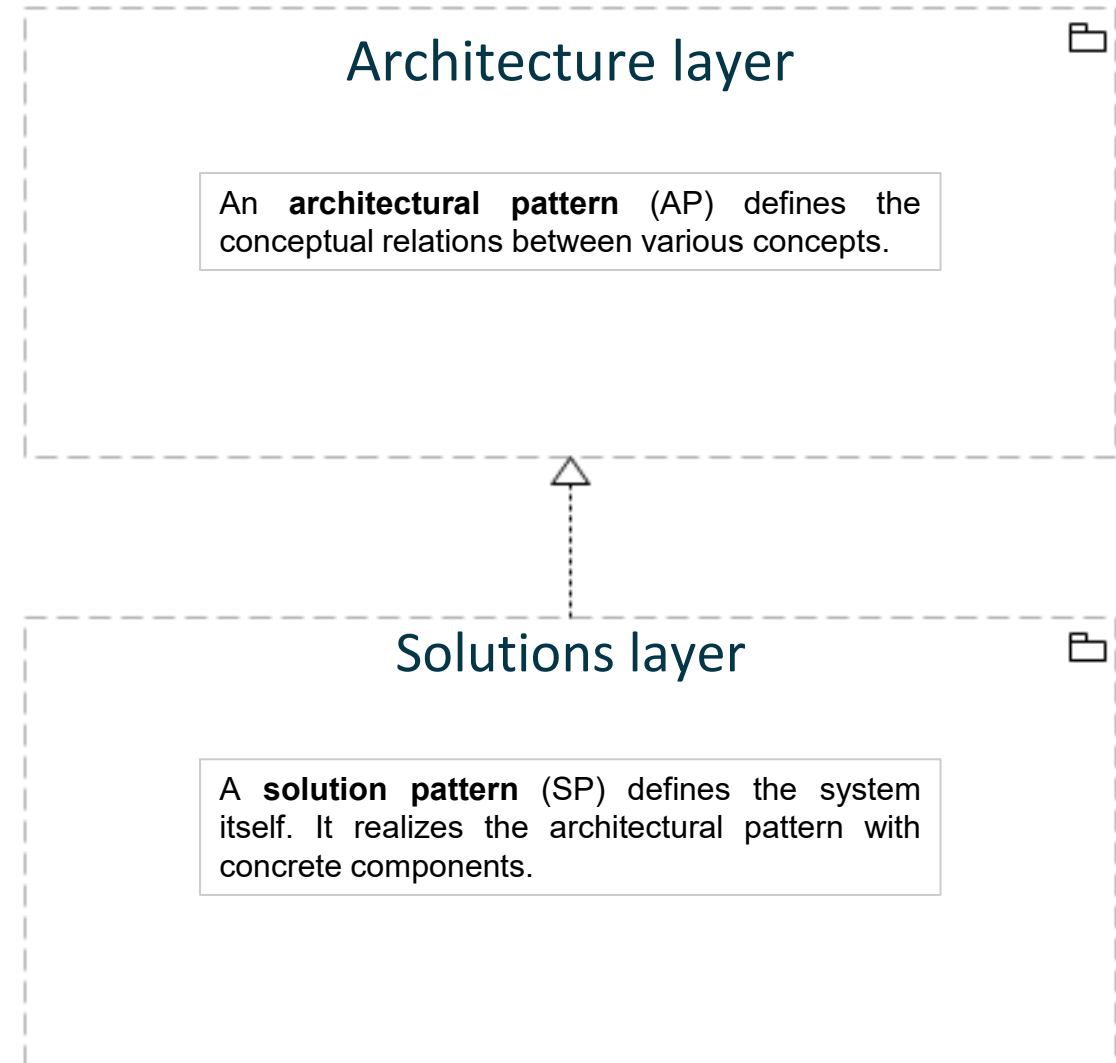 Architecture layer
An architectural pattern (AP) defines the
conceptual relations between various concepts.
Solutions layer
A solution pattern (SP) defines the system
itself. It realizes the architectural pattern with
concrete components.